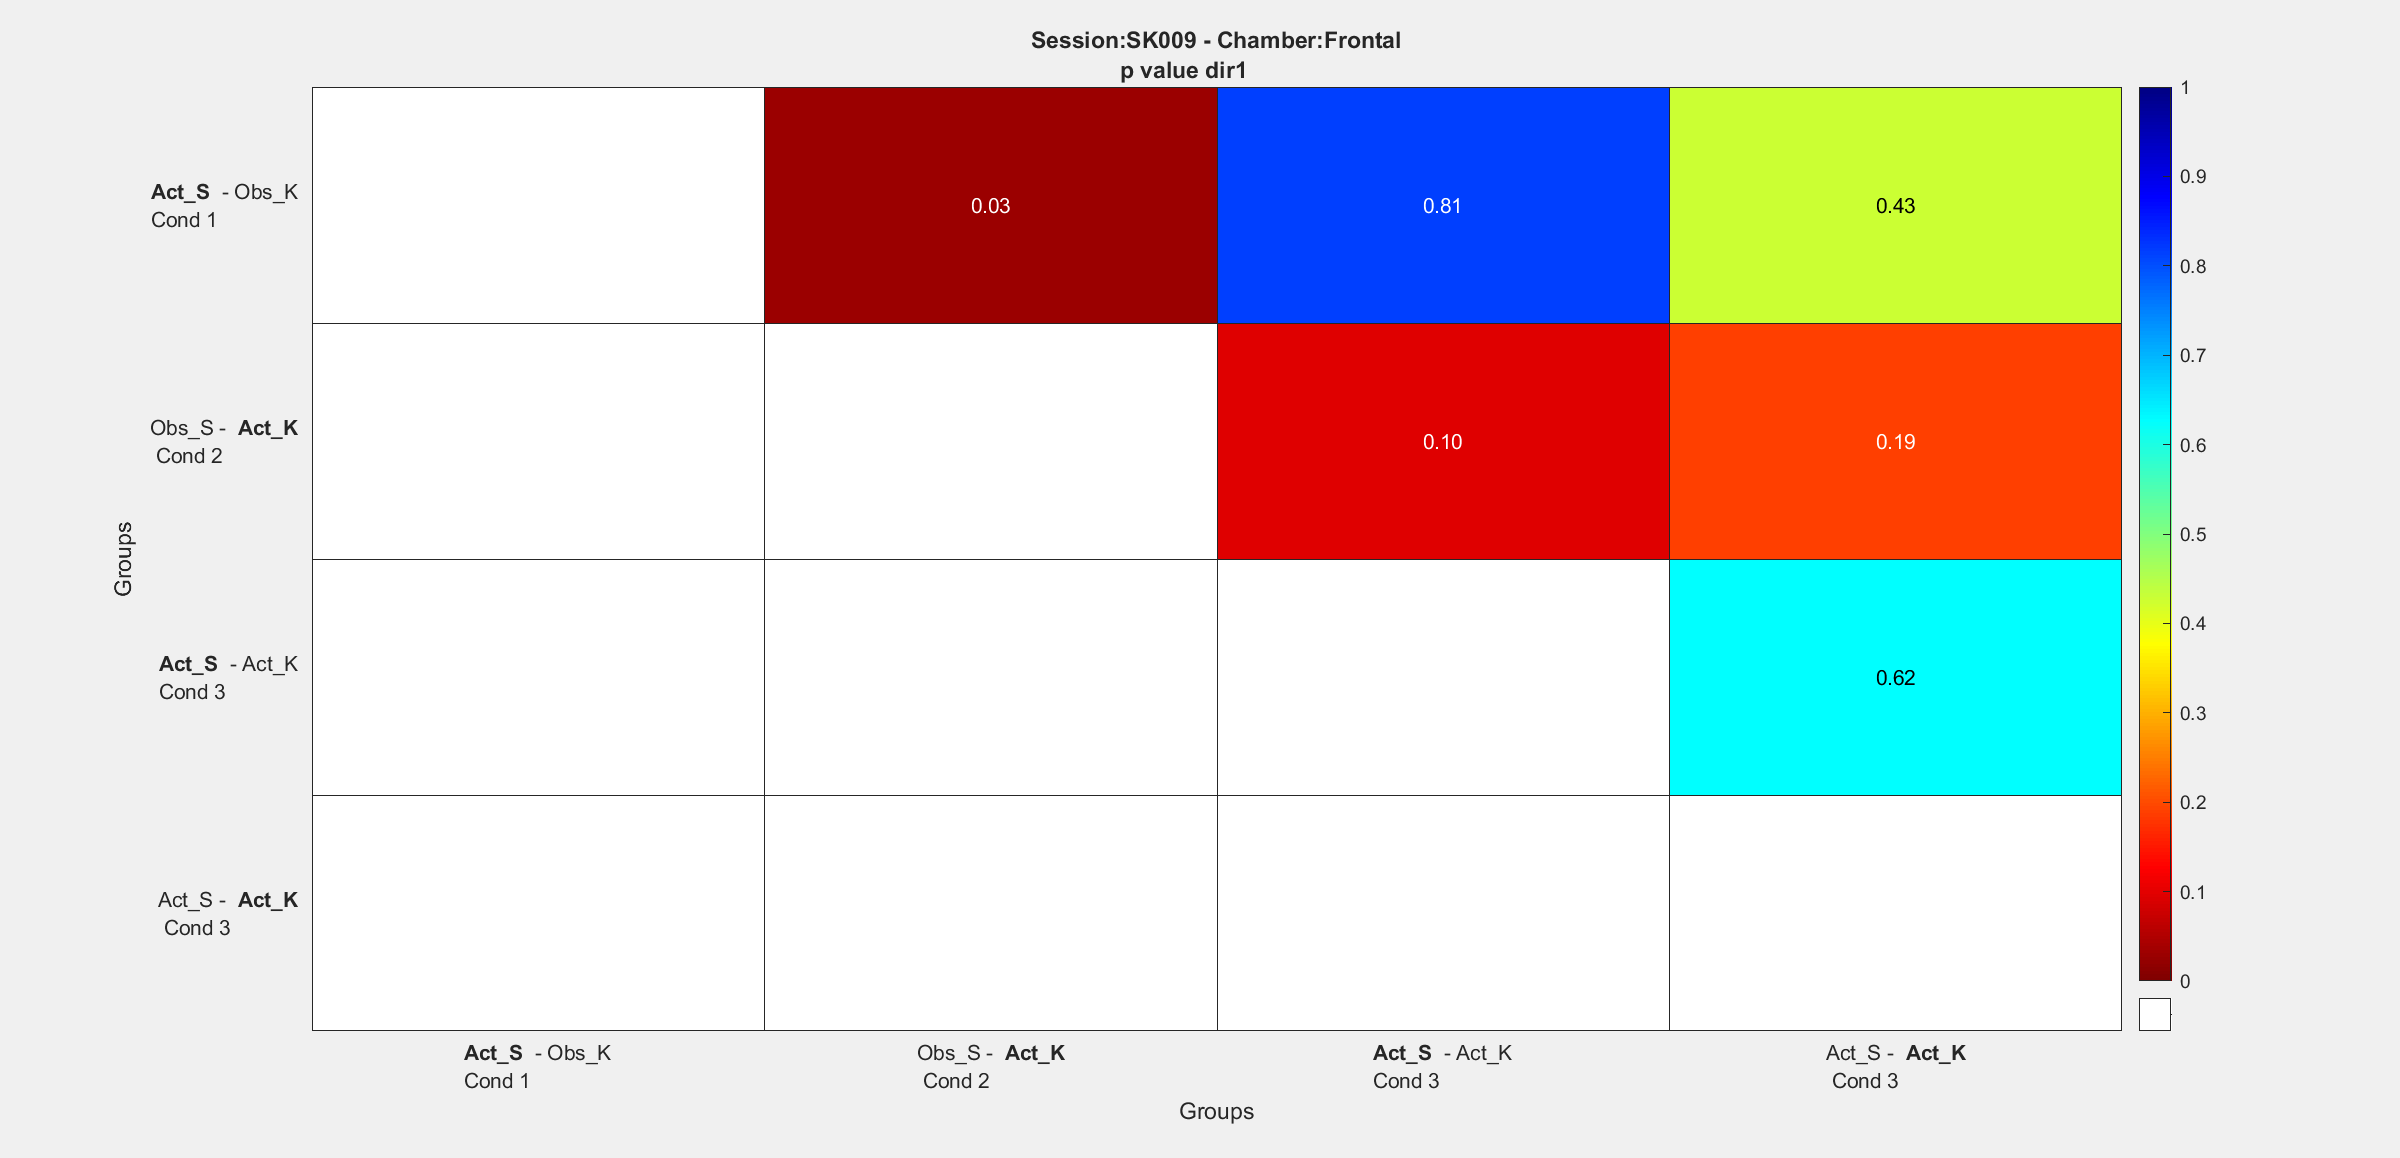 Session:SK009 - Chamber:Frontal
p value dir1
Act_S - Obs_K
Cond 1
0.03
0.81
0.43
Obs_S - Act_K
Cond 2
0.10
0.19
Groups
Act_S - Act_K
Cond 3
0.62
Act_S - Act_K
Cond 3
1
0.9
0.8
0.7
0.6
0.5
0.4
0.3
0.2
0.1
0
Act_S - Obs_K
Cond 1
Obs_S - Act_K
Cond 2
Act_S - Act_K
Cond 3
Act_S - Act_K
Cond 3
Groups